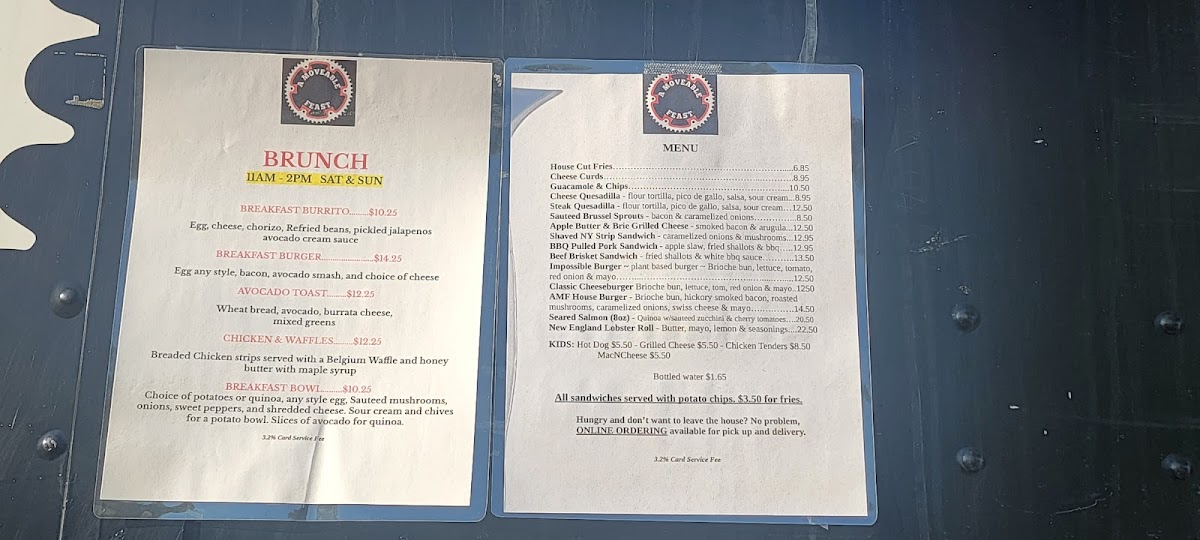 A MOVEABLE
FEAST
BRUNCH
11AM - 2PM SAT & SUN
BREAKFAST BURRITO.........$10.25
Egg, cheese, chorizo, Refried beans, pickled jalapenos
avocado cream sauce
BREAKFAST BURGER........................$14.25
Egg any style, bacon, avocado smash, and choice of cheese
AVOCADO TOAST.........$12.25
Wheat bread, avocado, burrata cheese,
mixed greens
CHICKEN & WAFFLES.........$12.25
Breaded Chicken strips served with a Belgium Waffle and honey
butter with maple syrup
BREAKFAST BOWL..........$10.25
Choice of potatoes or quinoa, any style egg, Sauteed mushrooms,
onions, sweet peppers, and shredded cheese. Sour cream and chives
for a potato bowl. Slices of avocado for quinoa.
3.2% Card Service Fee
A MOVEABLE
FEAST
MENU
House Cut Fries......................................................6.85
Cheese Curds.........................................................8.95
Guacamole & Chips................................................10.50
Cheese Quesadilla - flour tortilla, pico de gallo, salsa, sour cream...8.95
Steak Quesadilla - flour tortilla, pico de gallo, salsa, sour cream....12.50
Sauteed Brussel Sprouts - bacon & caramelized onions..............8.50
Apple Butter & Brie Grilled Cheese - smoked bacon & arugula...12.50
Shaved NY Strip Sandwich - caramelized onions & mushrooms...12.95
BBQ Pulled Pork Sandwich - apple slaw, fried shallots & bbq.....12.95
Beef Brisket Sandwich - fried shallots & white bbq sauce..........13.50
Impossible Burger ~ plant based burger ~ Brioche bun, lettuce, tomato,
red onion & mayo......................................................12.50
Classic Cheeseburger Brioche bun, lettuce, tom, red onion & mayo..1250
AMF House Burger - Brioche bun, hickory smoked bacon, roasted
mushrooms, caramelized onions, swiss cheese & mayo..............14.50
Seared Salmon (8oz) - Quinoa w/sauteed zucchini & cherry tomatoes....20.50
New England Lobster Roll - Butter, mayo, lemon & seasonings....22.50
KIDS: Hot Dog $5.50 - Grilled Cheese $5.50 - Chicken Tenders $8.50
MacNCheese $5.50
Bottled water $1.65
All sandwiches served with potato chips. $3.50 for fries.
Hungry and don't want to leave the house? No problem,
ONLINE ORDERING available for pick up and delivery.
3.2% Card Service Fee